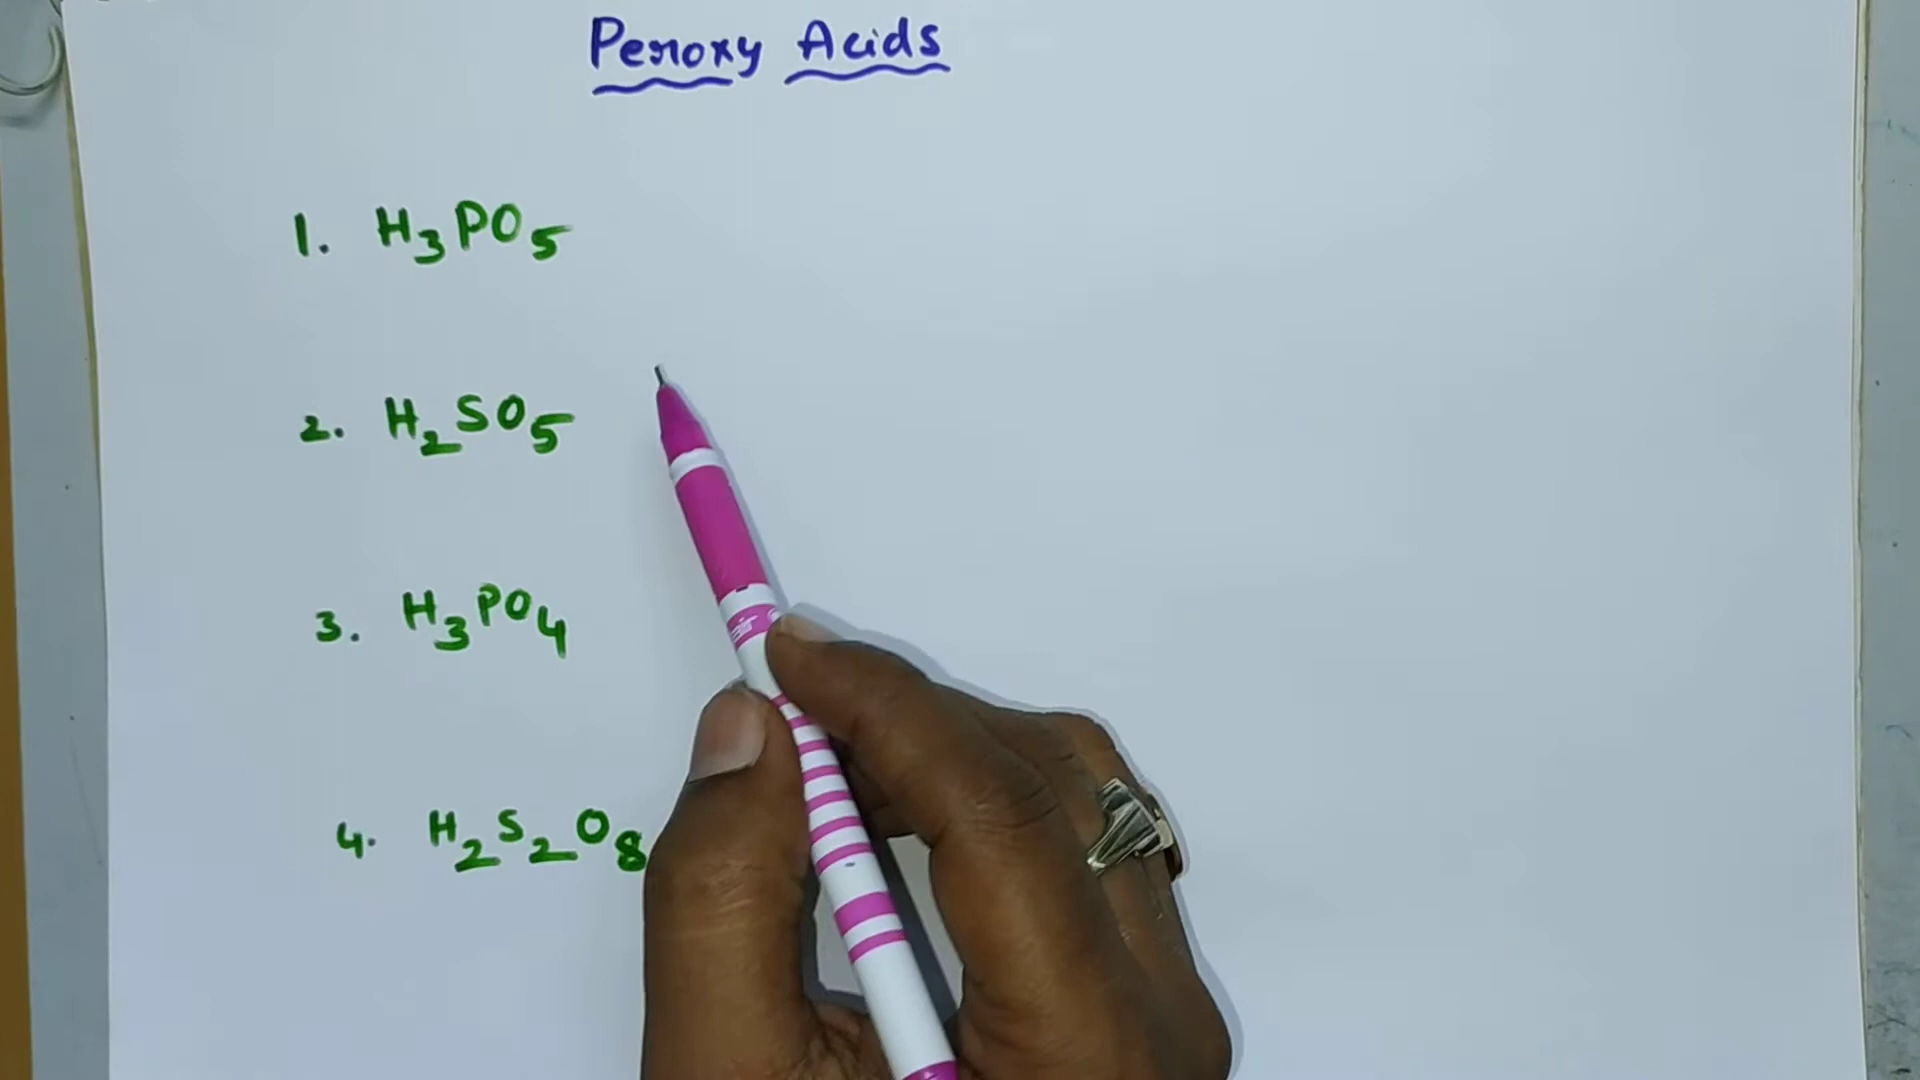 Peroxy Acids
1. H₃PO₅
2. H₂SO₅
3. H₃PO₄
4. H₂S₂O₈